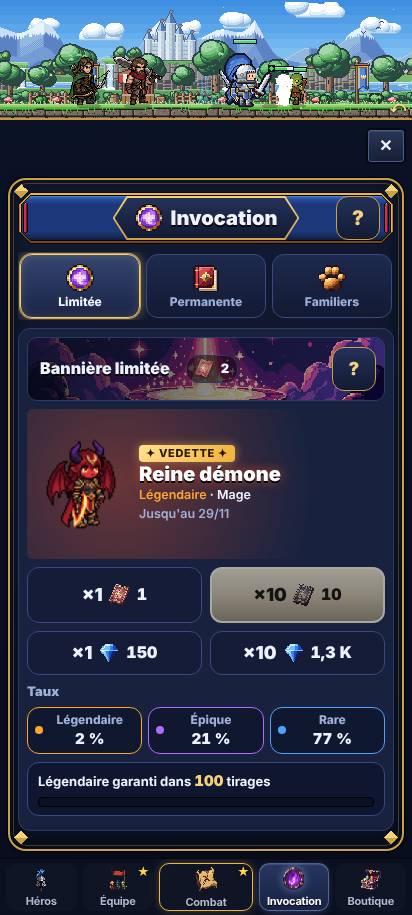 ×
Invocation
?
Limitée
Permanente
Familiers
Bannière limitée 2
?
✦ VEDETTE ✦
Reine démone
Légendaire · Mage
Jusqu'au 29/11
×1 1
×10 10
×1 150
×10 1,3 K
Taux
Légendaire
2 %
Épique
21 %
Rare
77 %
Légendaire garanti dans 100 tirages
Héros
Équipe
Combat
Invocation
Boutique